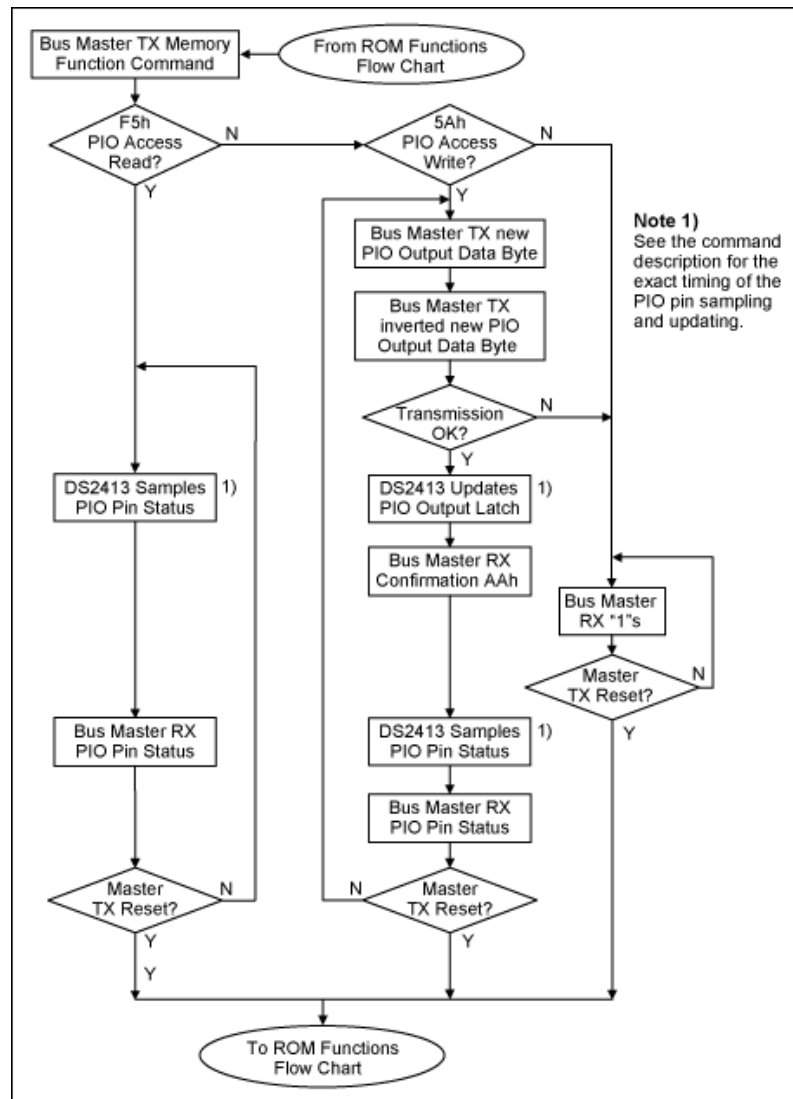 Bus Master TX Memory
Function Command
From ROM Functions
Flow Chart
F5h
PIO Access
Read?
N
Y
5Ah
PIO Access
Write?
N
Y
Note 1)
See the command
description for the
exact timing of the
PIO pin sampling
and updating.
Bus Master TX new
PIO Output Data Byte
Bus Master TX
inverted new PIO
Output Data Byte
Transmission
OK?
N
Y
DS2413 Samples
PIO Pin Status
1)
DS2413 Updates
PIO Output Latch
1)
Bus Master RX
Confirmation AAh
Bus Master
RX "1"s
Master
TX Reset?
N
Y
Bus Master RX
PIO Pin Status
DS2413 Samples
PIO Pin Status
1)
Bus Master RX
PIO Pin Status
Master
TX Reset?
N
Y
Y
N
Master
TX Reset?
Y
To ROM Functions
Flow Chart